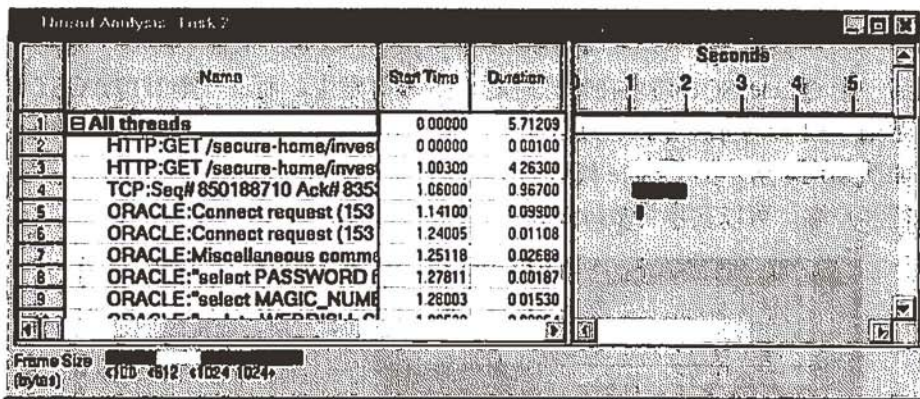 Thread Analysis: Task 2
Name Start Time Duration
Seconds
0 1 2 3 4 5
1 All threads 0.00000 5.71209
2 HTTP:GET /secure-home/inves 0.00000 0.00100
3 HTTP:GET /secure-home/inves 1.00300 4.26300
4 TCP:Seq# 850188710 Ack# 835 1.06000 0.96700
5 ORACLE:Connect request (153 1.14100 0.09900
6 ORACLE:Connect request (153 1.24005 0.01108
7 ORACLE:Miscellaneous comma 1.25118 0.02688
8 ORACLE:"select PASSWORD f 1.27811 0.00187
9 ORACLE:"select MAGIC_NUME 1.28003 0.01530
Frame Size
(bytes)
<100 <512 <1024 1024+